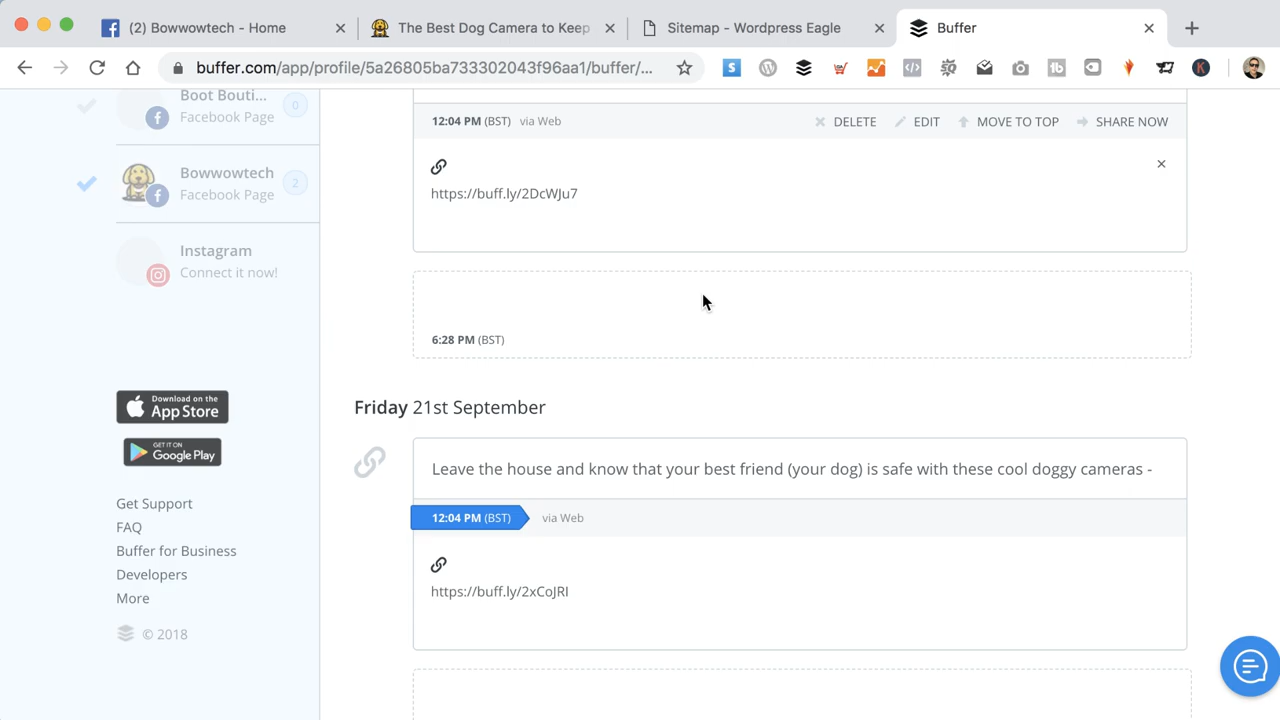 (2) Bowwowtech - Home
The Best Dog Camera to Keep
Sitemap - Wordpress Eagle
Buffer
buffer.com/app/profile/5a26805ba733302043f96aa1/buffer/...
Boot Bouti...
0
Facebook Page
Bowwowtech
2
Facebook Page
Instagram
Connect it now!
Download on the
App Store
GET IT ON
Google Play
Get Support
FAQ
Buffer for Business
Developers
More
© 2018
12:04 PM (BST) via Web
DELETE EDIT MOVE TO TOP SHARE NOW
https://buff.ly/2DcWJu7
6:28 PM (BST)
Friday 21st September
Leave the house and know that your best friend (your dog) is safe with these cool doggy cameras -
12:04 PM (BST) via Web
https://buff.ly/2xCoJRI